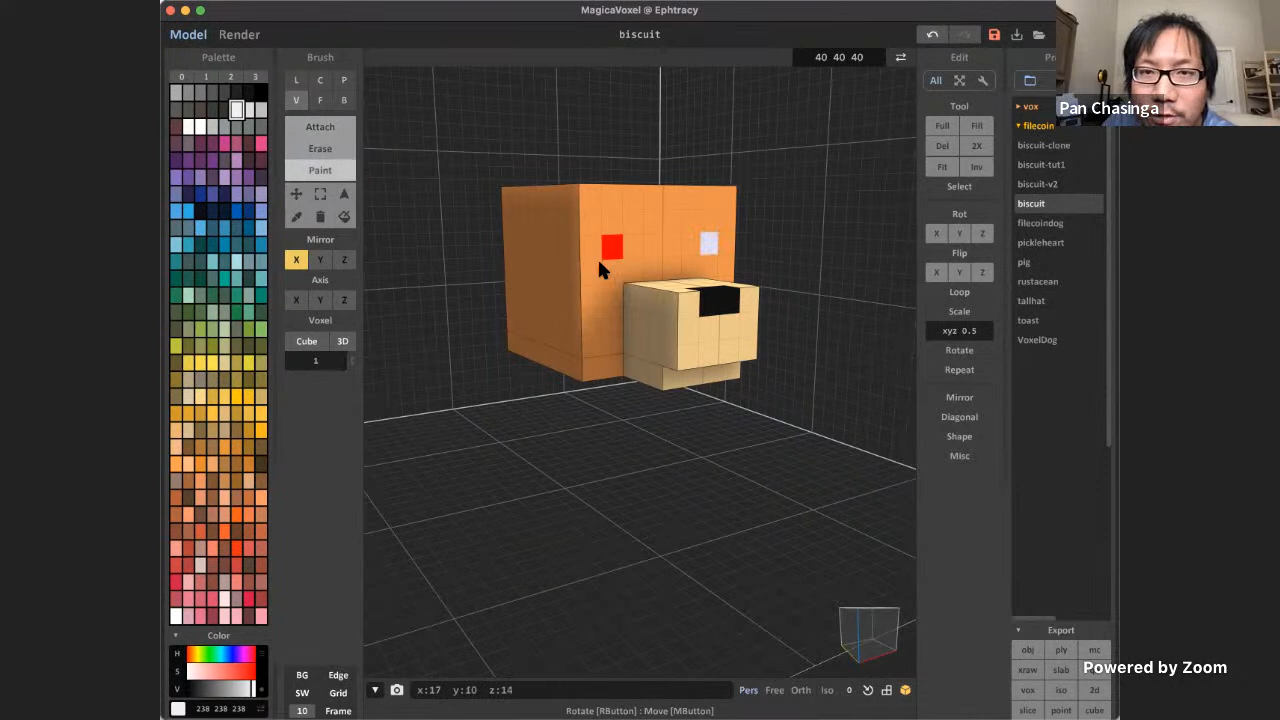 MagicaVoxel @ Ephtracy
Model Render
biscuit
Palette
0 1 2 3
Color
H
S
V
238 238 238
Brush
L C P
V F B
Attach
Erase
Paint
Mirror
X Y Z
Axis
X Y Z
Voxel
Cube 3D
1
BG Edge
SW Grid
10 Frame
40 40 40
x:17 y:10 z:14
Pers Free Orth Iso 0
Rotate [RButton] : Move [MButton]
Edit
All
Tool
Full Fill
Del 2X
Fit Inv
Select
Rot
X Y Z
Flip
X Y Z
Loop
Scale
xyz 0.5
Rotate
Repeat
Mirror
Diagonal
Shape
Misc
vox
filecoin
biscuit-clone
biscuit-tut1
biscuit-v2
biscuit
filecoindog
pickleheart
pig
rustacean
tallhat
toast
VoxelDog
Export
obj ply mc
xraw slab
vox iso 2d
slice point cube
Pan Chasinga
Powered by Zoom